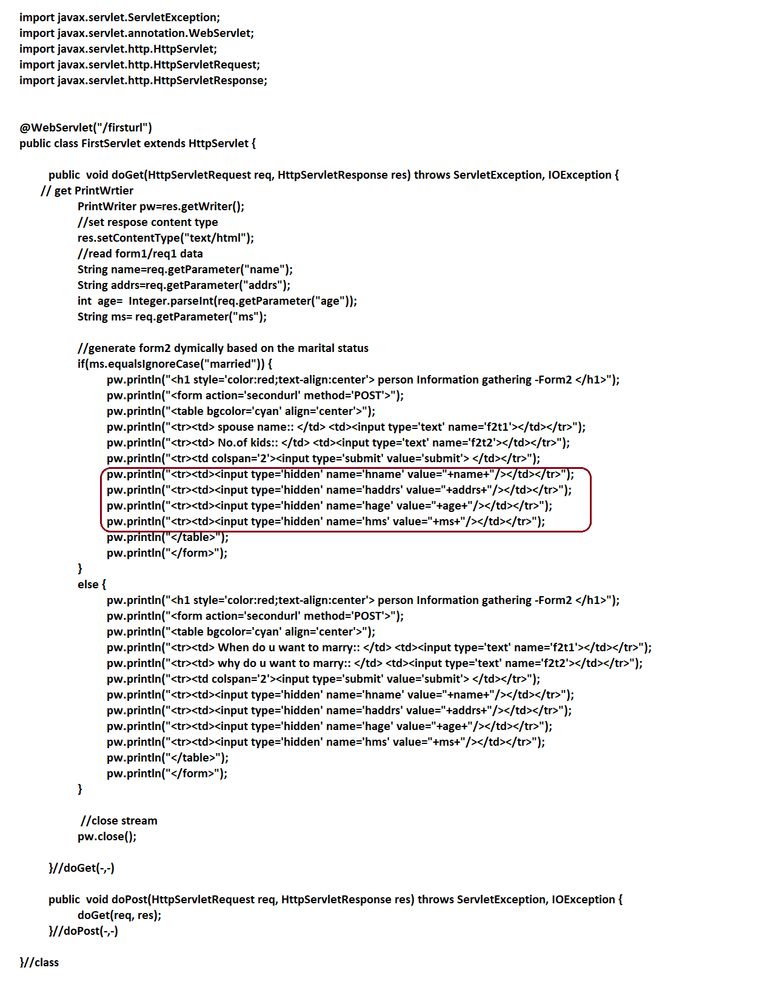 import javax.servlet.ServletException;
import javax.servlet.annotation.WebServlet;
import javax.servlet.http.HttpServlet;
import javax.servlet.http.HttpServletRequest;
import javax.servlet.http.HttpServletResponse;
@WebServlet("/firsturl")
public class FirstServlet extends HttpServlet {
public  void doGet(HttpServletRequest req, HttpServletResponse res) throws ServletException, IOException {
// get PrintWrtier
PrintWriter pw=res.getWriter();
//set respose content type
res.setContentType("text/html");
//read form1/req1 data
String name=req.getParameter("name");
String addrs=req.getParameter("addrs");
int  age=  Integer.parseInt(req.getParameter("age"));
String ms= req.getParameter("ms");
//generate form2 dymically based on the marital status
if(ms.equalsIgnoreCase("married")) {
pw.println("<h1 style='color:red;text-align:center'> person Information gathering -Form2 </h1>");
pw.println("<form action='secondurl' method='POST'>");
pw.println("<table bgcolor='cyan' align='center'>");
pw.println("<tr><td> spouse name:: </td> <td><input type='text' name='f2t1'></td></tr>");
pw.println("<tr><td> No.of kids:: </td> <td><input type='text' name='f2t2'></td></tr>");
pw.println("<tr><td colspan='2'><input type='submit' value='submit'> </td></tr>");
pw.println("<tr><td><input type='hidden' name='hname' value="+name+"/></td></tr>");
pw.println("<tr><td><input type='hidden' name='haddrs' value="+addrs+"/></td></tr>");
pw.println("<tr><td><input type='hidden' name='hage' value="+age+"/></td></tr>");
pw.println("<tr><td><input type='hidden' name='hms' value="+ms+"/></td></tr>");
pw.println("</table>");
pw.println("</form>");
}
else {
pw.println("<h1 style='color:red;text-align:center'> person Information gathering -Form2 </h1>");
pw.println("<form action='secondurl' method='POST'>");
pw.println("<table bgcolor='cyan' align='center'>");
pw.println("<tr><td> When do u want to marry:: </td> <td><input type='text' name='f2t1'></td></tr>");
pw.println("<tr><td> why do u want to marry:: </td> <td><input type='text' name='f2t2'></td></tr>");
pw.println("<tr><td colspan='2'><input type='submit' value='submit'> </td></tr>");
pw.println("<tr><td><input type='hidden' name='hname' value="+name+"/></td></tr>");
pw.println("<tr><td><input type='hidden' name='haddrs' value="+addrs+"/></td></tr>");
pw.println("<tr><td><input type='hidden' name='hage' value="+age+"/></td></tr>");
pw.println("<tr><td><input type='hidden' name='hms' value="+ms+"/></td></tr>");
pw.println("</table>");
pw.println("</form>");
}
//close stream
pw.close();
}//doGet(-,-)
public  void doPost(HttpServletRequest req, HttpServletResponse res) throws ServletException, IOException {
doGet(req, res);
}//doPost(-,-)
}//class